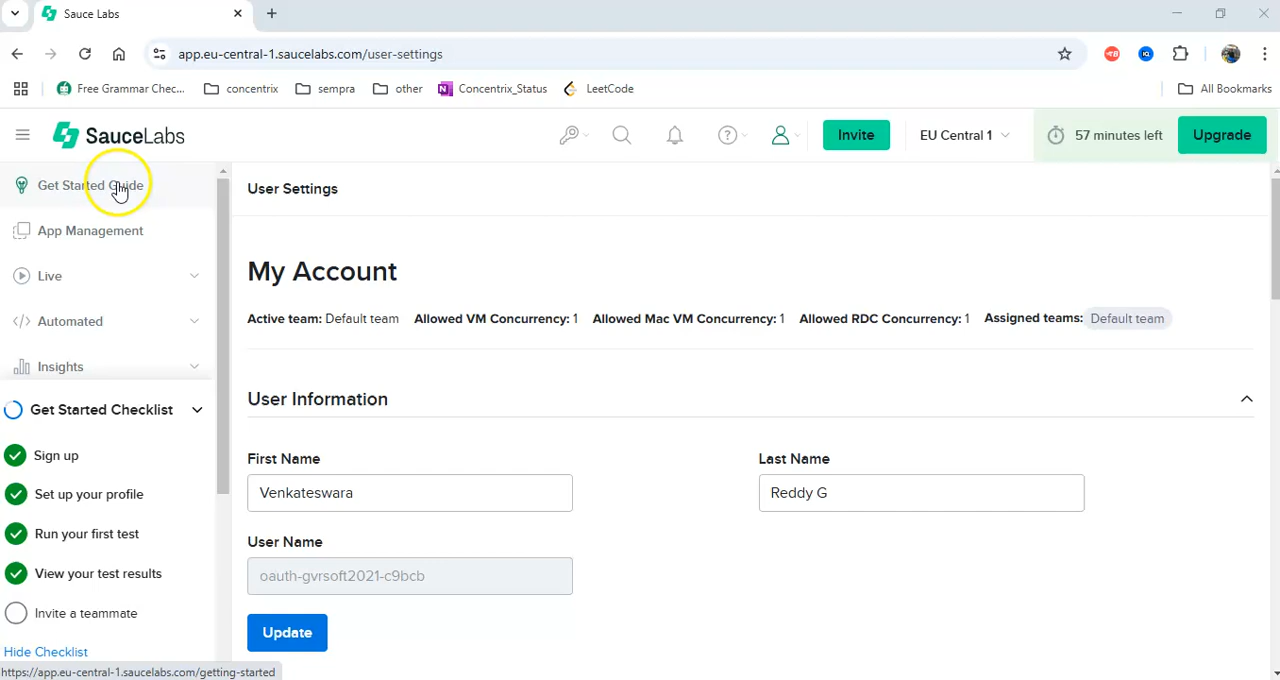 Sauce Labs
app.eu-central-1.saucelabs.com/user-settings
Free Grammar Chec... concentrix sempra other Concentrix_Status LeetCode All Bookmarks
SauceLabs Invite EU Central 1 57 minutes left Upgrade
Get Started Guide
App Management
Live
Automated
Insights
Get Started Checklist
Sign up
Set up your profile
Run your first test
View your test results
Invite a teammate
Hide Checklist
https://app.eu-central-1.saucelabs.com/getting-started
User Settings
My Account
Active team: Default team Allowed VM Concurrency: 1 Allowed Mac VM Concurrency: 1 Allowed RDC Concurrency: 1 Assigned teams: Default team
User Information
First Name Last Name
Venkateswara Reddy G
User Name
oauth-gvrsoft2021-c9bcb
Update